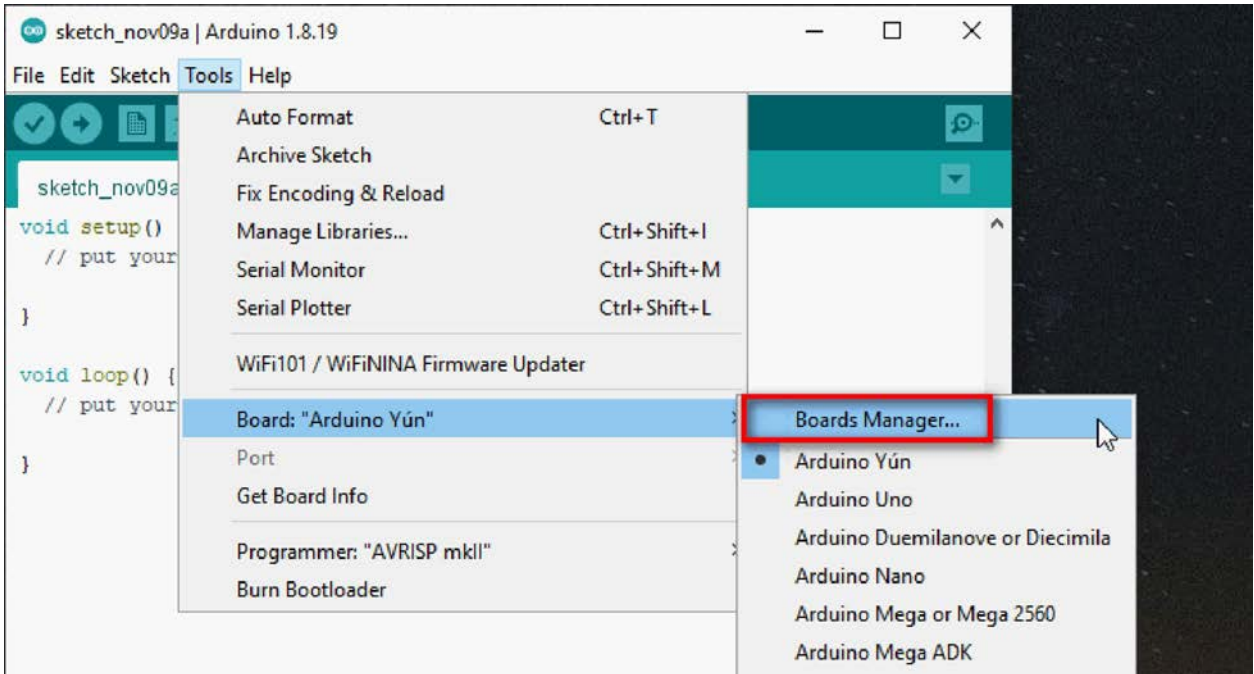 sketch_nov09a | Arduino 1.8.19
File Edit Sketch Tools Help
Auto Format Ctrl+T
Archive Sketch
sketch_nov09a
Fix Encoding & Reload
void setup()
Manage Libraries... Ctrl+Shift+I
// put your
Serial Monitor Ctrl+Shift+M
Serial Plotter Ctrl+Shift+L
}
WiFi101 / WiFiNINA Firmware Updater
void loop() {
// put your
Board: "Arduino Yún"
Boards Manager...
}
Port
Arduino Yún
Get Board Info
Arduino Uno
Arduino Duemilanove or Diecimila
Programmer: "AVRISP mkII"
Arduino Nano
Burn Bootloader
Arduino Mega or Mega 2560
Arduino Mega ADK